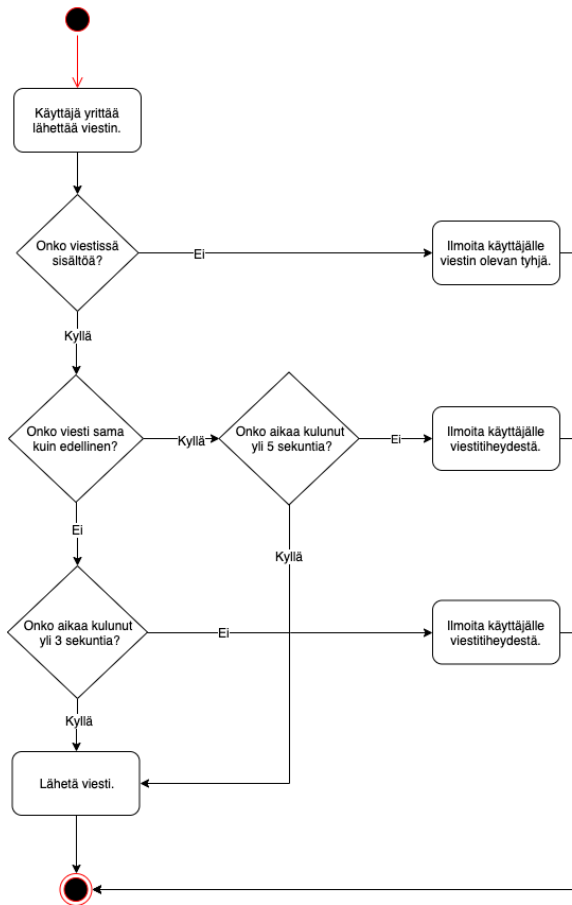 Käyttäjä yrittää
lähettää viestin.
Onko viestissä
sisältöä?
Ei
Ilmoita käyttäjälle
viestin olevan tyhjä.
Kyllä
Onko viesti sama
kuin edellinen?
Kyllä
Onko aikaa kulunut
yli 5 sekuntia?
Ei
Ilmoita käyttäjälle
viestitiheydestä.
Ei
Kyllä
Onko aikaa kulunut
yli 3 sekuntia?
Ei
Ilmoita käyttäjälle
viestitiheydestä.
Kyllä
Lähetä viesti.